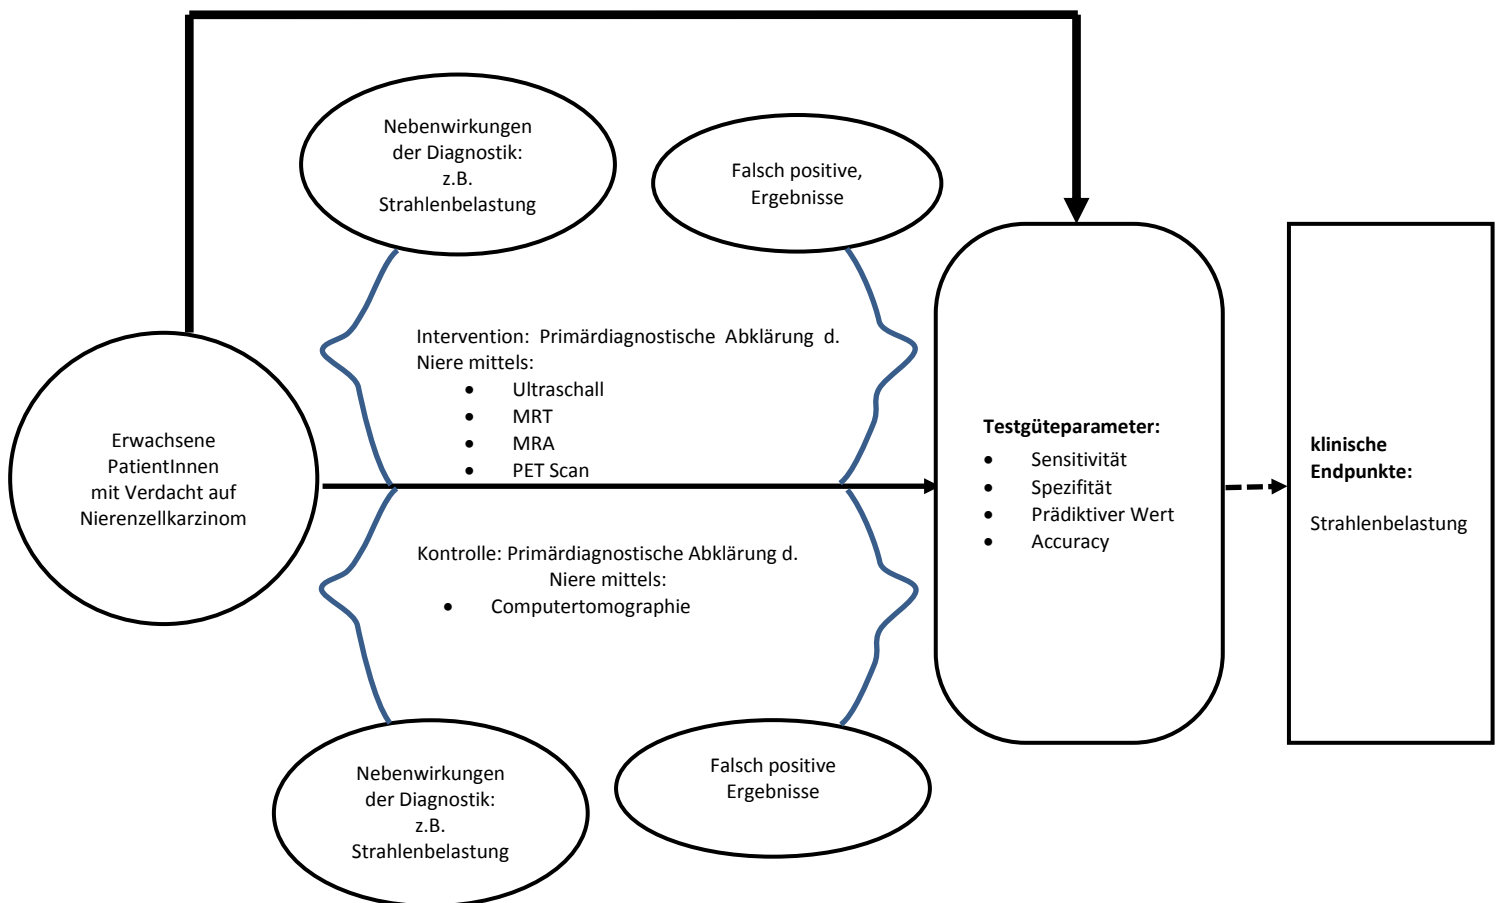 Nebenwirkungen
der Diagnostik:
z.B.
Strahlenbelastung
Falsch positive,
Ergebnisse
Intervention: Primärdiagnostische Abklärung d.
Niere mittels:
• Ultraschall
• MRT
• MRA
• PET Scan
Erwachsene
PatientInnen
mit Verdacht auf
Nierenzellkarzinom
Kontrolle: Primärdiagnostische Abklärung d.
Niere mittels:
• Computertomographie
Testgüteparameter:
• Sensitivität
• Spezifität
• Prädiktiver Wert
• Accuracy
klinische
Endpunkte:
Strahlenbelastung
Nebenwirkungen
der Diagnostik:
z.B.
Strahlenbelastung
Falsch positive
Ergebnisse